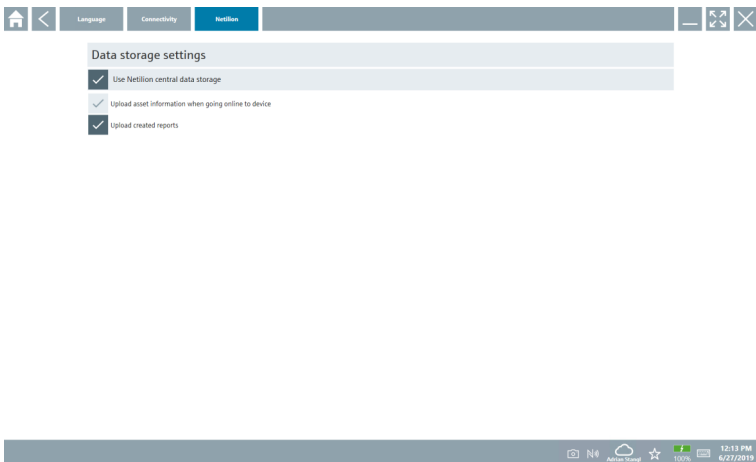 Language
Connectivity
Netilion
Data storage settings
Use Netilion central data storage
Upload asset information when going online to device
Upload created reports
Adrian Stangl
100%
12:13 PM
6/27/2019